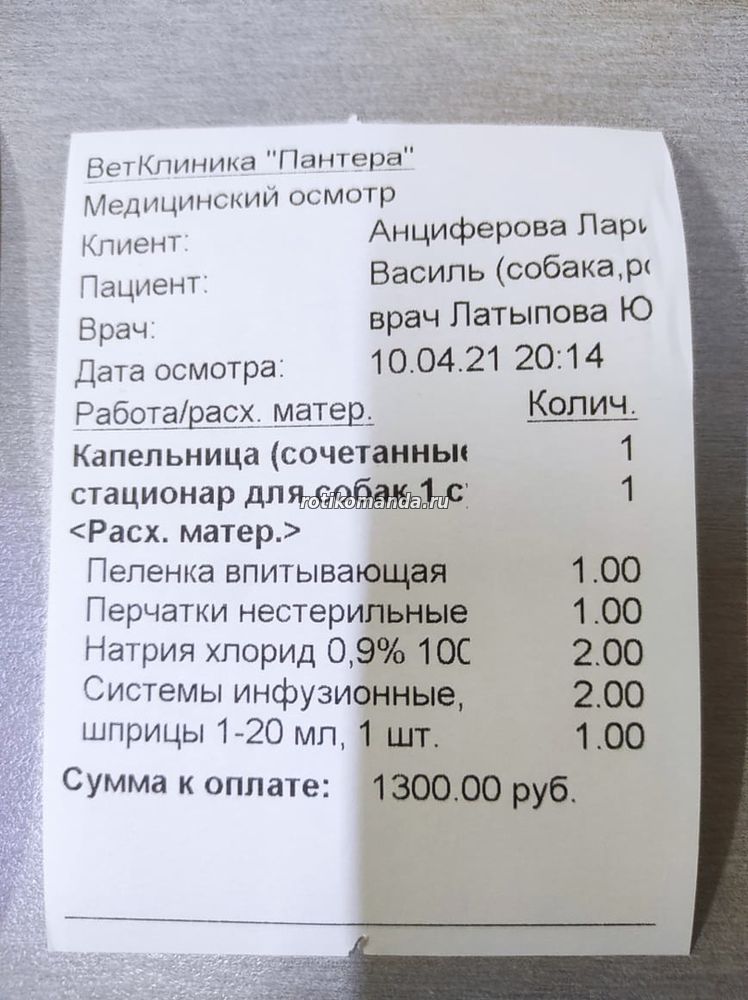 ВетКлиника "Пантера"
Медицинский осмотр
Клиент: Анциферова Лари
Пациент: Василь (собака,ро
Врач: врач Латыпова Ю
Дата осмотра: 10.04.21 20:14
Работа/расх. матер. Колич.
Капельница (сочетанные 1
стационар для собак 1 с 1
rotikomanda.ru
<Расх. матер.>
Пеленка впитывающая 1.00
Перчатки нестерильные 1.00
Натрия хлорид 0,9% 100 2.00
Системы инфузионные, 2.00
шприцы 1-20 мл, 1 шт. 1.00
Сумма к оплате: 1300.00 руб.